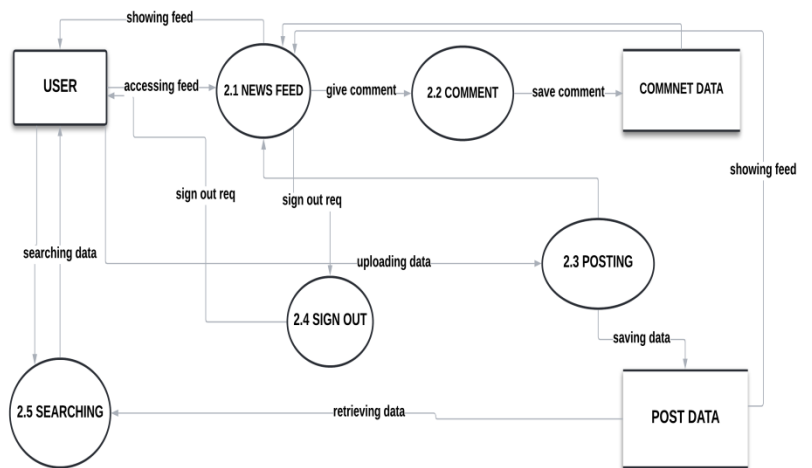 showing feed
USER
accessing feed
2.1 NEWS FEED
give comment
2.2 COMMENT
save comment
COMMNET DATA
showing feed
sign out req
sign out req
searching data
uploading data
2.3 POSTING
2.4 SIGN OUT
saving data
2.5 SEARCHING
retrieving data
POST DATA